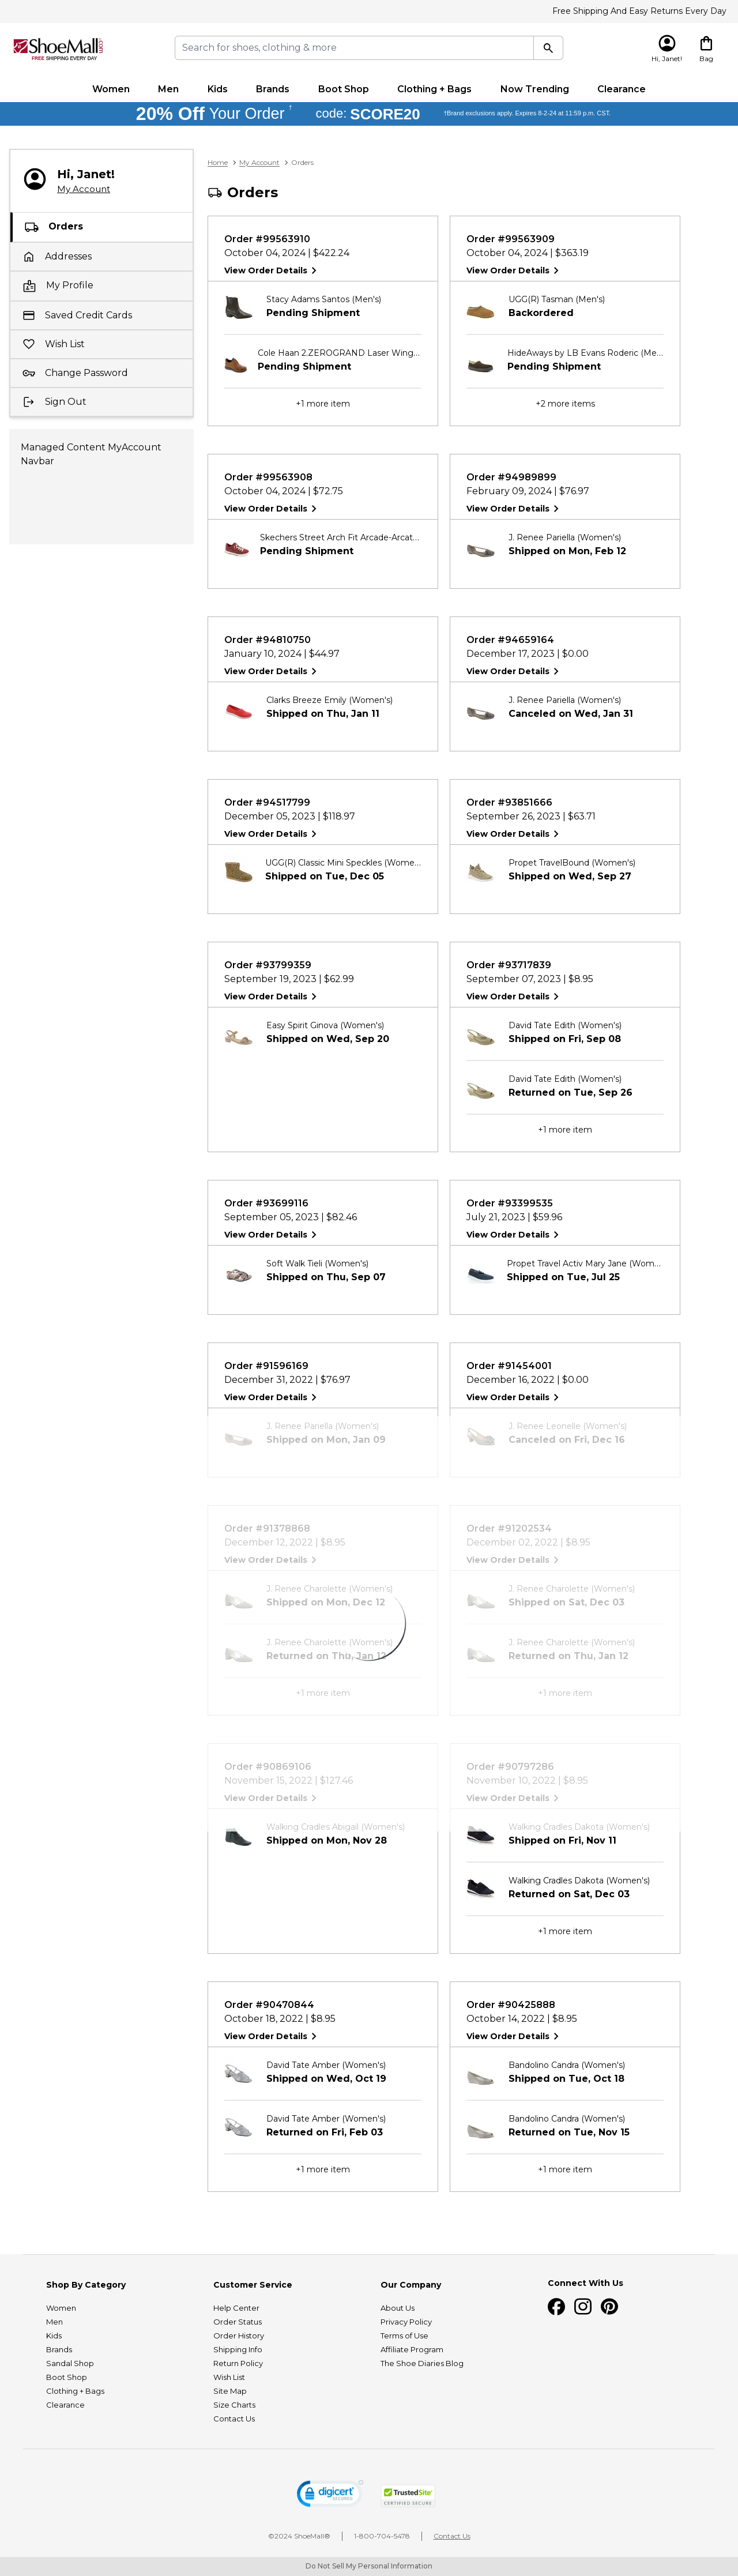 Free Shipping And Easy Returns Every Day
ShoeMall.com
FREE SHIPPING EVERY DAY
Search for shoes, clothing & more
Hi, Janet!
Bag
Women
Men
Kids
Brands
Boot Shop
Clothing + Bags
Now Trending
Clearance
20% Off Your Order † code: SCORE20 †Brand exclusions apply. Expires 8-2-24 at 11:59 p.m. CST.
Hi, Janet!
My Account
Orders
Addresses
My Profile
Saved Credit Cards
Wish List
Change Password
Sign Out
Managed Content MyAccount
Navbar
Home > My Account > Orders
Orders
Order #99563910
October 04, 2024 | $422.24
View Order Details
Stacy Adams Santos (Men's)
Pending Shipment
Cole Haan 2.ZEROGRAND Laser Wing...
Pending Shipment
+1 more item
Order #99563909
October 04, 2024 | $363.19
View Order Details
UGG(R) Tasman (Men's)
Backordered
HideAways by LB Evans Roderic (Me...
Pending Shipment
+2 more items
Order #99563908
October 04, 2024 | $72.75
View Order Details
Skechers Street Arch Fit Arcade-Arcat...
Pending Shipment
Order #94989899
February 09, 2024 | $76.97
View Order Details
J. Renee Pariella (Women's)
Shipped on Mon, Feb 12
Order #94810750
January 10, 2024 | $44.97
View Order Details
Clarks Breeze Emily (Women's)
Shipped on Thu, Jan 11
Order #94659164
December 17, 2023 | $0.00
View Order Details
J. Renee Pariella (Women's)
Canceled on Wed, Jan 31
Order #94517799
December 05, 2023 | $118.97
View Order Details
UGG(R) Classic Mini Speckles (Wome...
Shipped on Tue, Dec 05
Order #93851666
September 26, 2023 | $63.71
View Order Details
Propet TravelBound (Women's)
Shipped on Wed, Sep 27
Order #93799359
September 19, 2023 | $62.99
View Order Details
Easy Spirit Ginova (Women's)
Shipped on Wed, Sep 20
Order #93717839
September 07, 2023 | $8.95
View Order Details
David Tate Edith (Women's)
Shipped on Fri, Sep 08
David Tate Edith (Women's)
Returned on Tue, Sep 26
+1 more item
Order #93699116
September 05, 2023 | $82.46
View Order Details
Soft Walk Tieli (Women's)
Shipped on Thu, Sep 07
Order #93399535
July 21, 2023 | $59.96
View Order Details
Propet Travel Activ Mary Jane (Wom...
Shipped on Tue, Jul 25
Order #91596169
December 31, 2022 | $76.97
View Order Details
J. Renee Pariella (Women's)
Shipped on Mon, Jan 09
Order #91454001
December 16, 2022 | $0.00
View Order Details
J. Renee Leonelle (Women's)
Canceled on Fri, Dec 16
Order #91378868
December 12, 2022 | $8.95
View Order Details
J. Renee Charolette (Women's)
Shipped on Mon, Dec 12
J. Renee Charolette (Women's)
Returned on Thu, Jan 12
+1 more item
Order #91202534
December 02, 2022 | $8.95
View Order Details
J. Renee Charolette (Women's)
Shipped on Sat, Dec 03
J. Renee Charolette (Women's)
Returned on Thu, Jan 12
+1 more item
Order #90869106
November 15, 2022 | $127.46
View Order Details
Walking Cradles Abigail (Women's)
Shipped on Mon, Nov 28
Order #90797286
November 10, 2022 | $8.95
View Order Details
Walking Cradles Dakota (Women's)
Shipped on Fri, Nov 11
Walking Cradles Dakota (Women's)
Returned on Sat, Dec 03
+1 more item
Order #90470844
October 18, 2022 | $8.95
View Order Details
David Tate Amber (Women's)
Shipped on Wed, Oct 19
David Tate Amber (Women's)
Returned on Fri, Feb 03
+1 more item
Order #90425888
October 14, 2022 | $8.95
View Order Details
Bandolino Candra (Women's)
Shipped on Tue, Oct 18
Bandolino Candra (Women's)
Returned on Tue, Nov 15
+1 more item
Shop By Category
Women
Men
Kids
Brands
Sandal Shop
Boot Shop
Clothing + Bags
Clearance
Customer Service
Help Center
Order Status
Order History
Shipping Info
Return Policy
Wish List
Site Map
Size Charts
Contact Us
Our Company
About Us
Privacy Policy
Terms of Use
Affiliate Program
The Shoe Diaries Blog
Connect With Us
digicert
SECURED
TrustedSite
CERTIFIED SECURE
©2024 ShoeMall® | 1-800-704-5478 | Contact Us
Do Not Sell My Personal Information